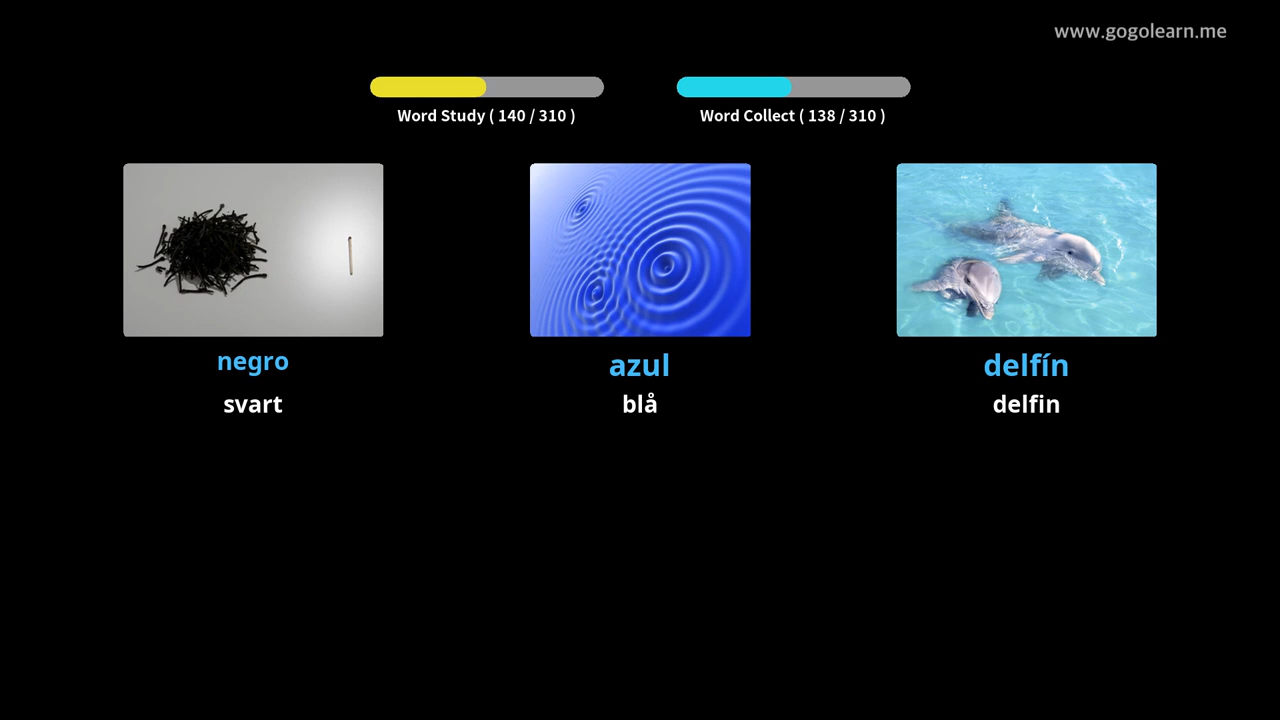 www.gogolearn.me
Word Study ( 140 / 310 )
Word Collect ( 138 / 310 )
negro
azul
delfín
svart
blå
delfin